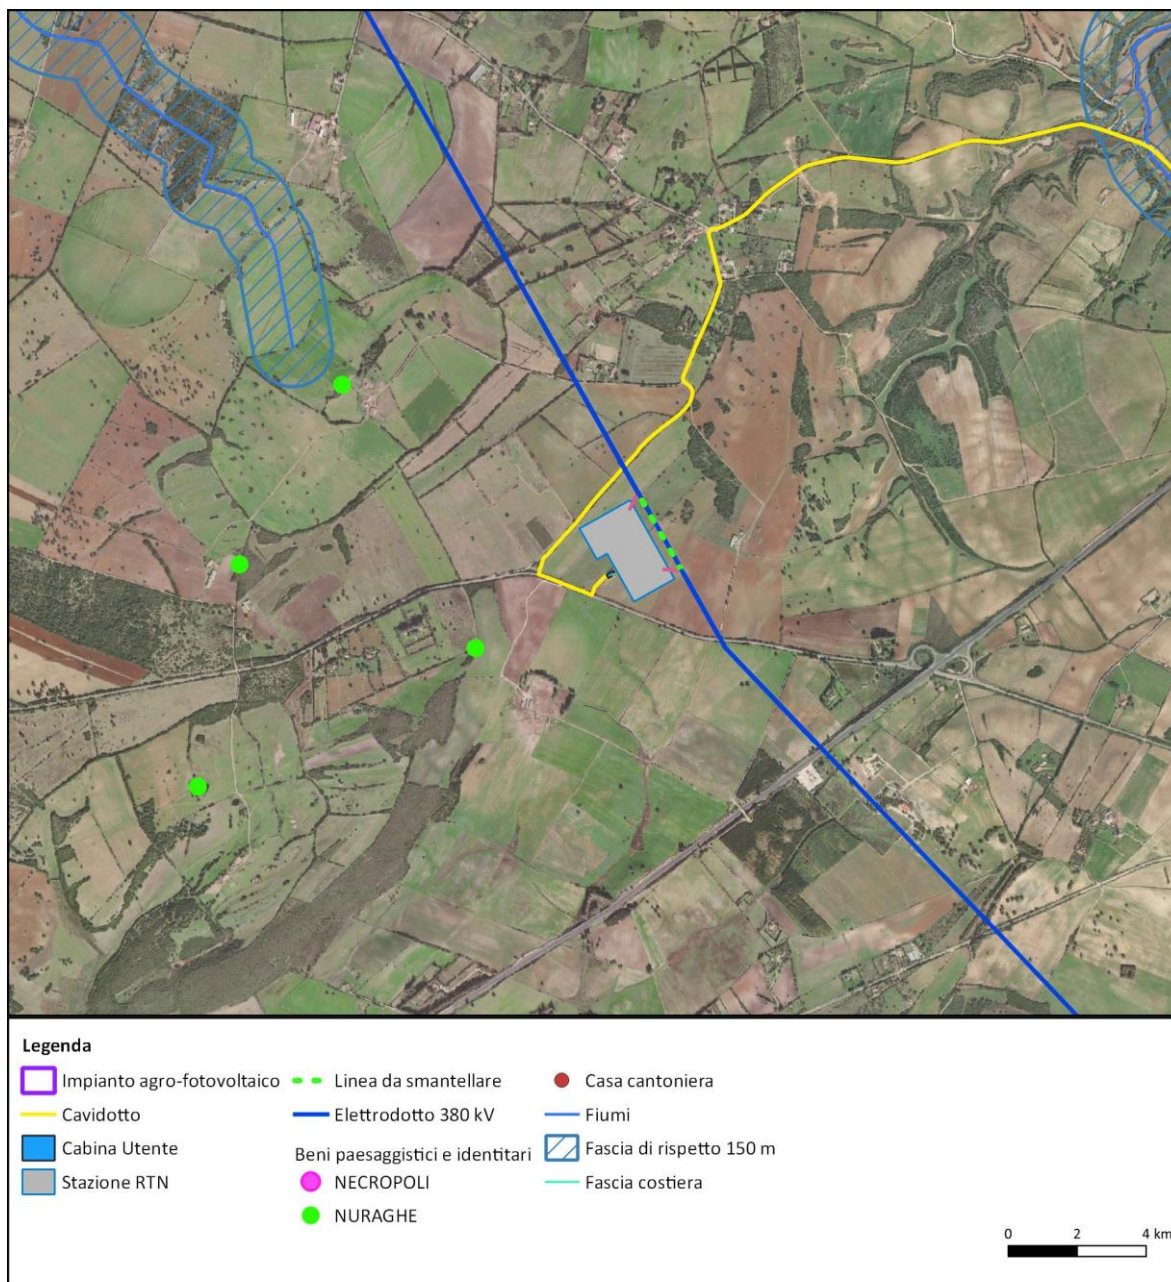 Legenda
Impianto agro-fotovoltaico
Cavidotto
Cabina Utente
Stazione RTN
Linea da smantellare
Elettrodotto 380 kV
Beni paesaggistici e identitari
NECROPOLI
NURAGHE
Casa cantoniera
Fiumi
Fascia di rispetto 150 m
Fascia costiera
0 2 4 km